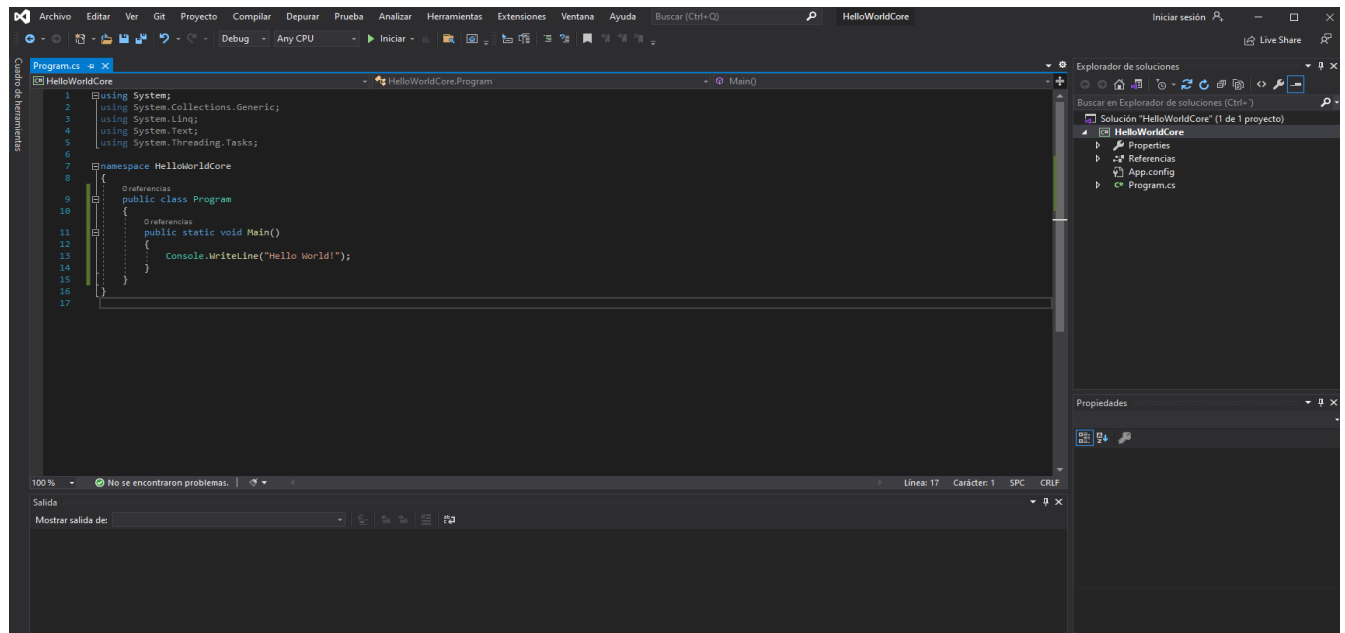 Archivo Editar Ver Git Proyecto Compilar Depurar Prueba Analizar Herramientas Extensiones Ventana Ayuda Buscar (Ctrl+Q) HelloWorldCore Iniciar sesión
Debug Any CPU Iniciar Live Share
Cuadro de herramientas
Program.cs
HelloWorldCore HelloWorldCore.Program Main()
1 using System;
2 using System.Collections.Generic;
3 using System.Linq;
4 using System.Text;
5 using System.Threading.Tasks;
6
7 namespace HelloWorldCore
8 {
0 referencias
9 public class Program
10 {
0 referencias
11 public static void Main()
12 {
13 Console.WriteLine("Hello World!");
14 }
15 }
16 }
17
100 % No se encontraron problemas. Línea: 17 Carácter: 1 SPC CRLF
Salida
Mostrar salida de:
Explorador de soluciones
Buscar en Explorador de soluciones (Ctrl+¨)
Solución "HelloWorldCore" (1 de 1 proyecto)
C# HelloWorldCore
Properties
Referencias
App.config
C# Program.cs
Propiedades